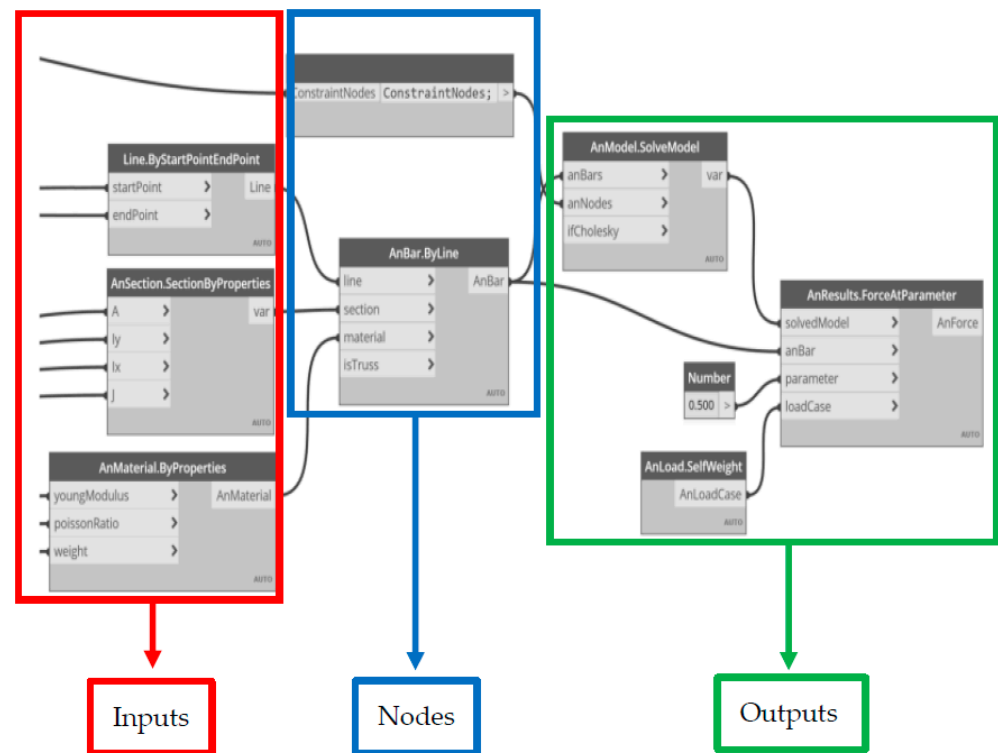 ConstraintNodes ConstraintNodes; >
Line.ByStartPointEndPoint
startPoint > Line
endPoint >
AUTO
AnSection.SectionByProperties
A > var
Iy >
Ix >
J >
AUTO
AnMaterial.ByProperties
youngModulus > AnMaterial
poissonRatio >
weight >
AUTO
AnBar.ByLine
line > AnBar
section >
material >
isTruss >
AUTO
AnModel.SolveModel
anBars > var
anNodes >
ifCholesky >
AUTO
AnResults.ForceAtParameter
solvedModel > AnForce
anBar >
parameter >
loadCase >
AUTO
Number
0.500 >
AnLoad.SelfWeight
AnLoadCase
AUTO
Inputs
Nodes
Outputs